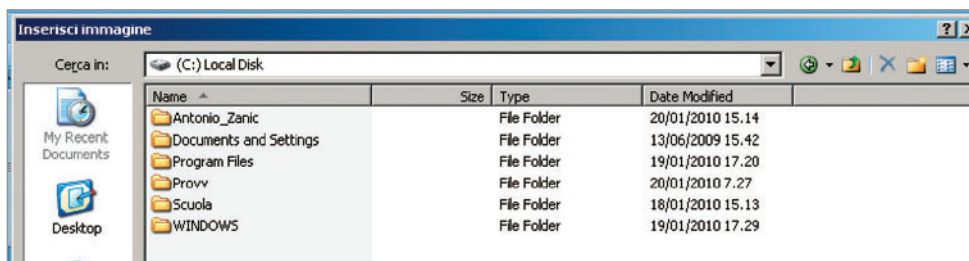 Inserisci immagine
Cerca in: (C:) Local Disk
Name Size Type Date Modified
Antonio_Zanic File Folder 20/01/2010 15.14
Documents and Settings File Folder 13/06/2009 15.42
Program Files File Folder 19/01/2010 17.20
Provv File Folder 20/01/2010 7.27
Scuola File Folder 18/01/2010 15.13
WINDOWS File Folder 19/01/2010 17.29
My Recent
Documents
Desktop